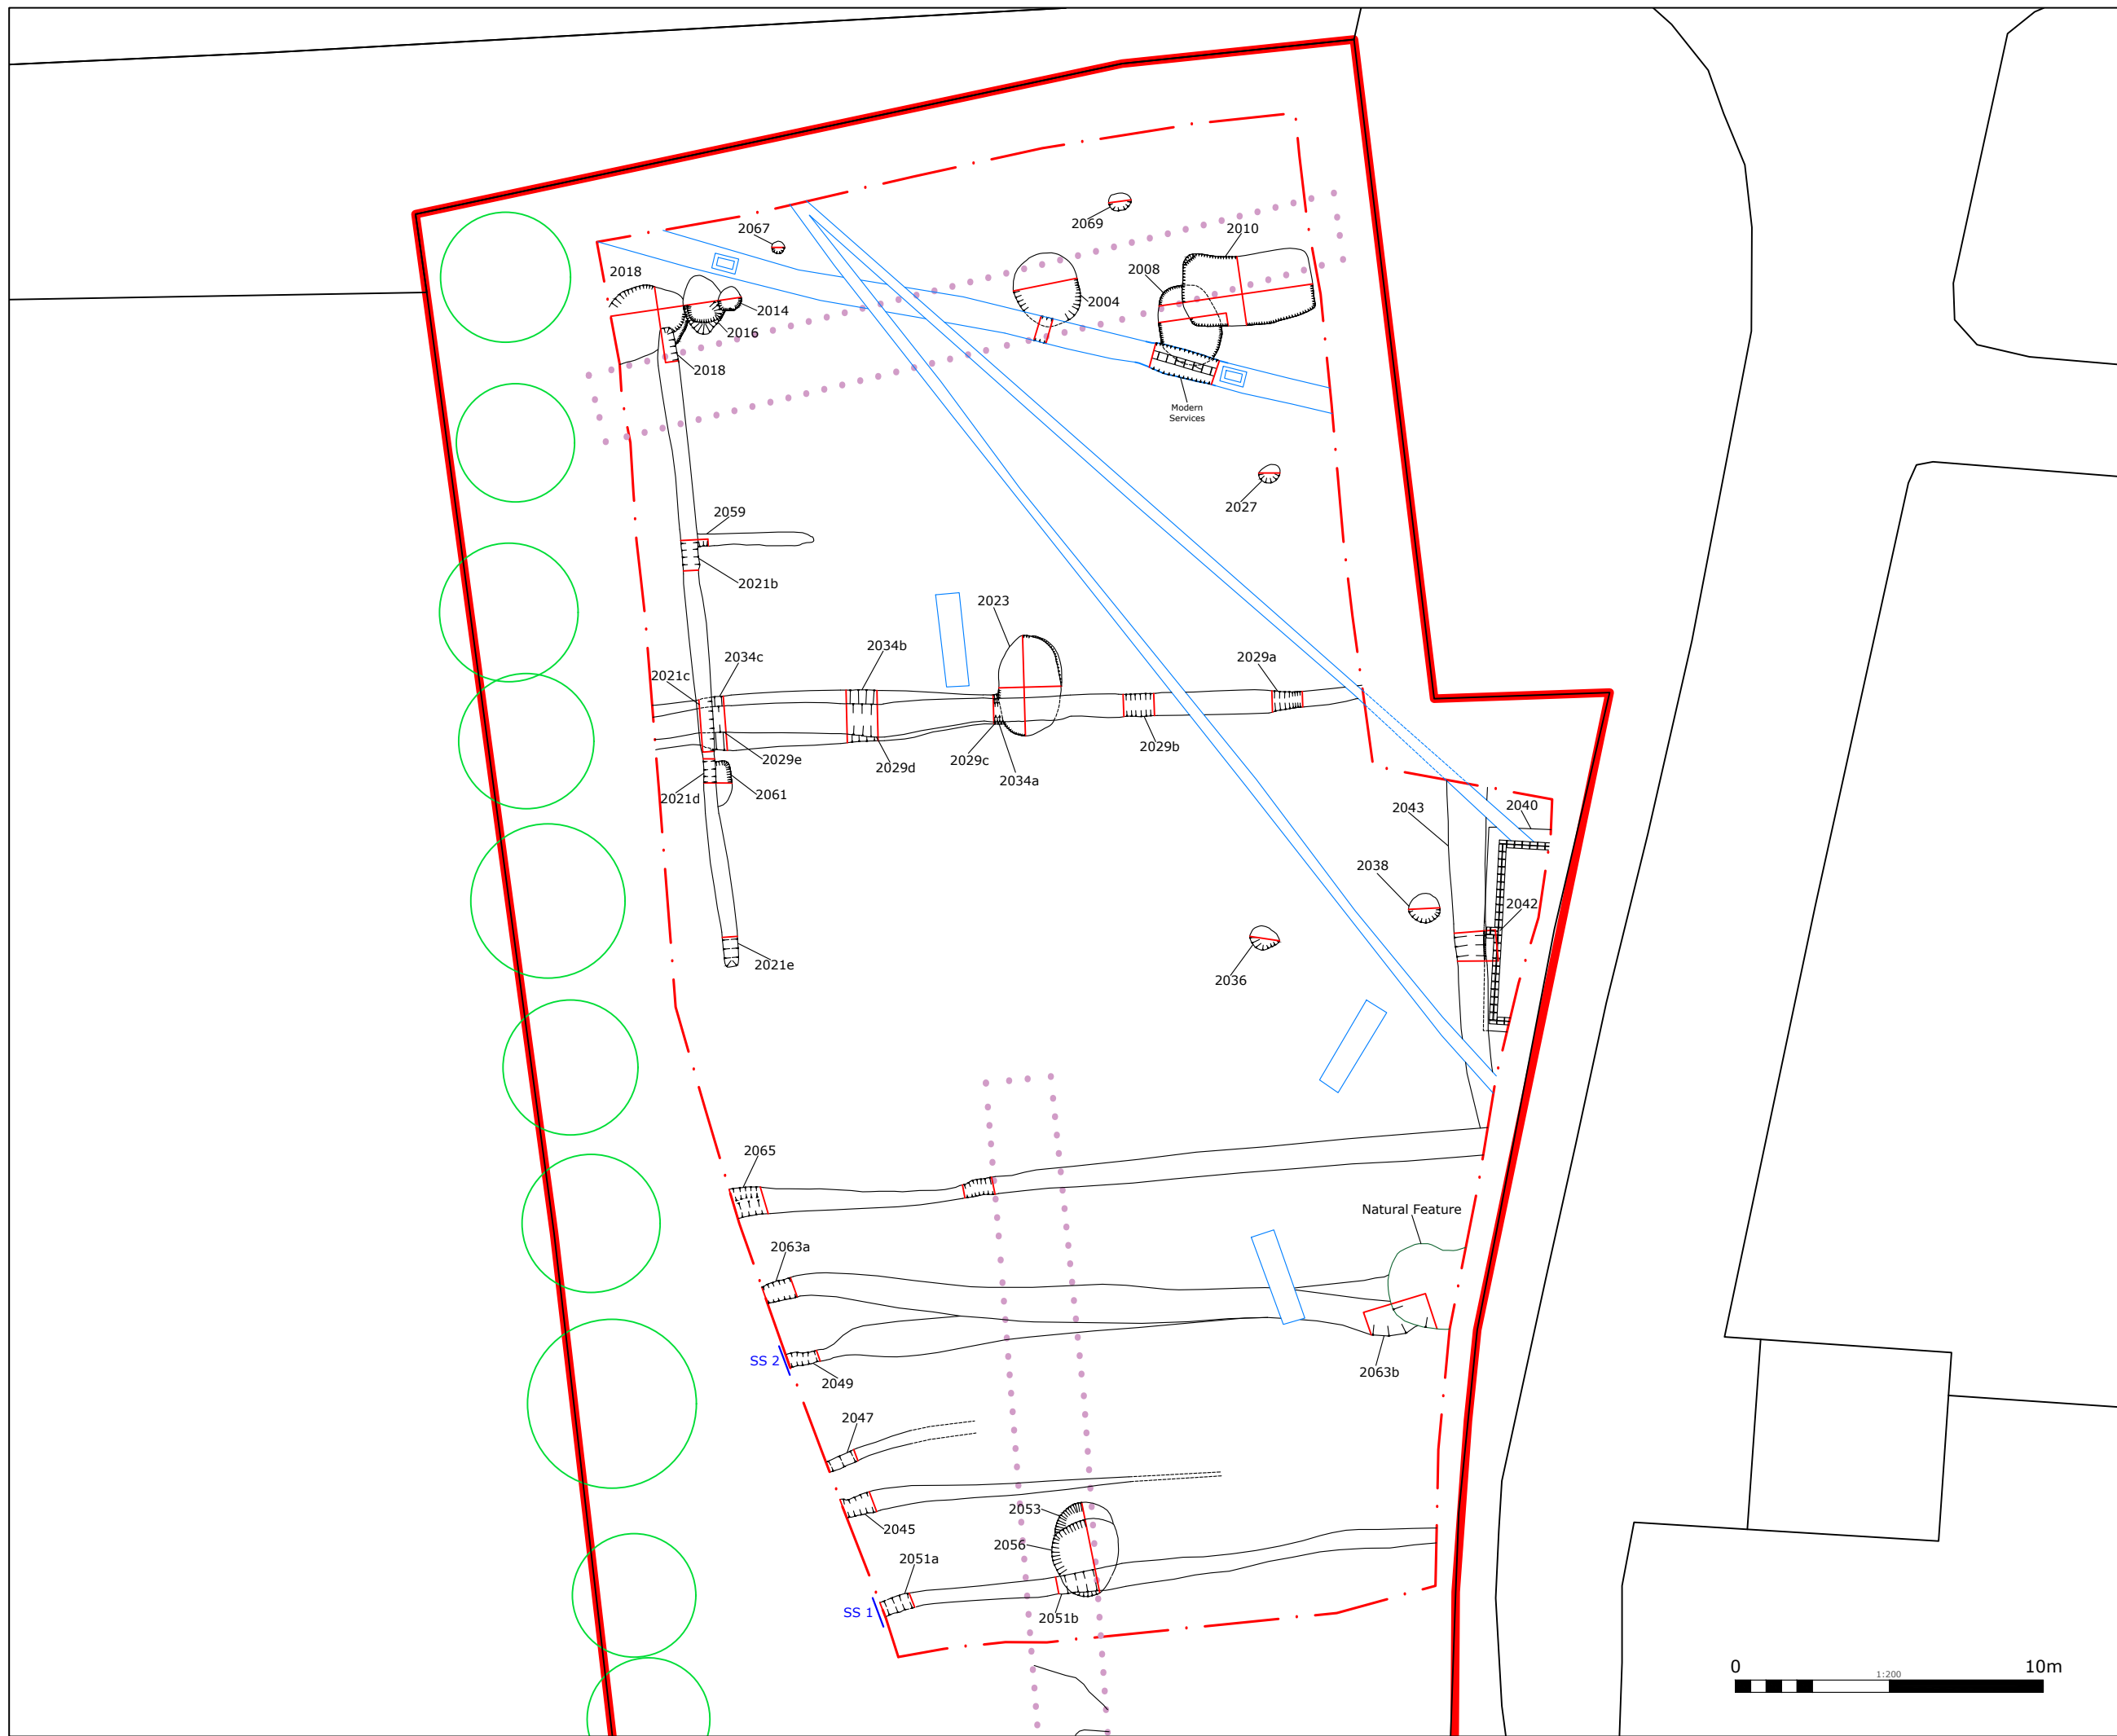 2069
2067
2010
2018
2008
2004
2014
2016
2018
Modern
Services
2027
2059
2021b
2023
2034b
2034c
2029a
2021c
2029b
2029e
2029c
2029d
2034a
2021d
2061
2043
2040
2038
2042
2021e
2036
2065
Natural Feature
2063a
SS 2
2063b
2049
2047
2053
2045
2056
2051a
SS 1
2051b
0 10m
1:200